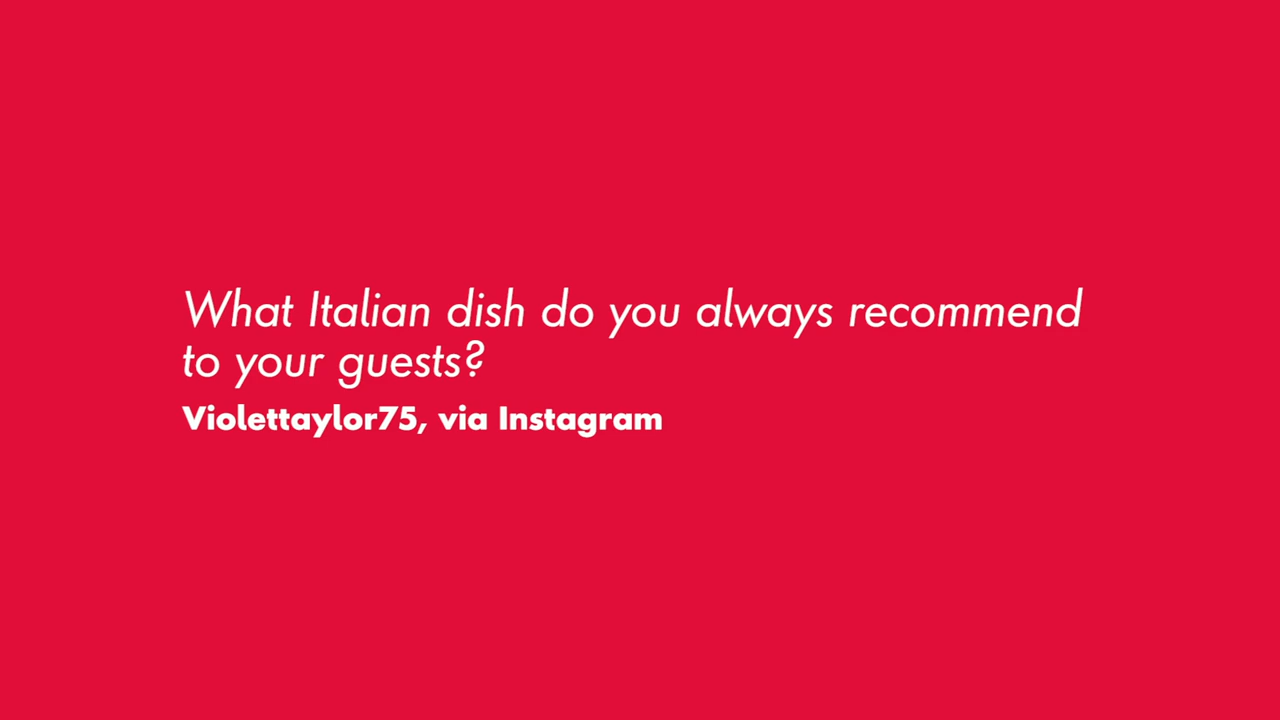 What Italian dish do you always recommend
to your guests?
Violettaylor75, via Instagram